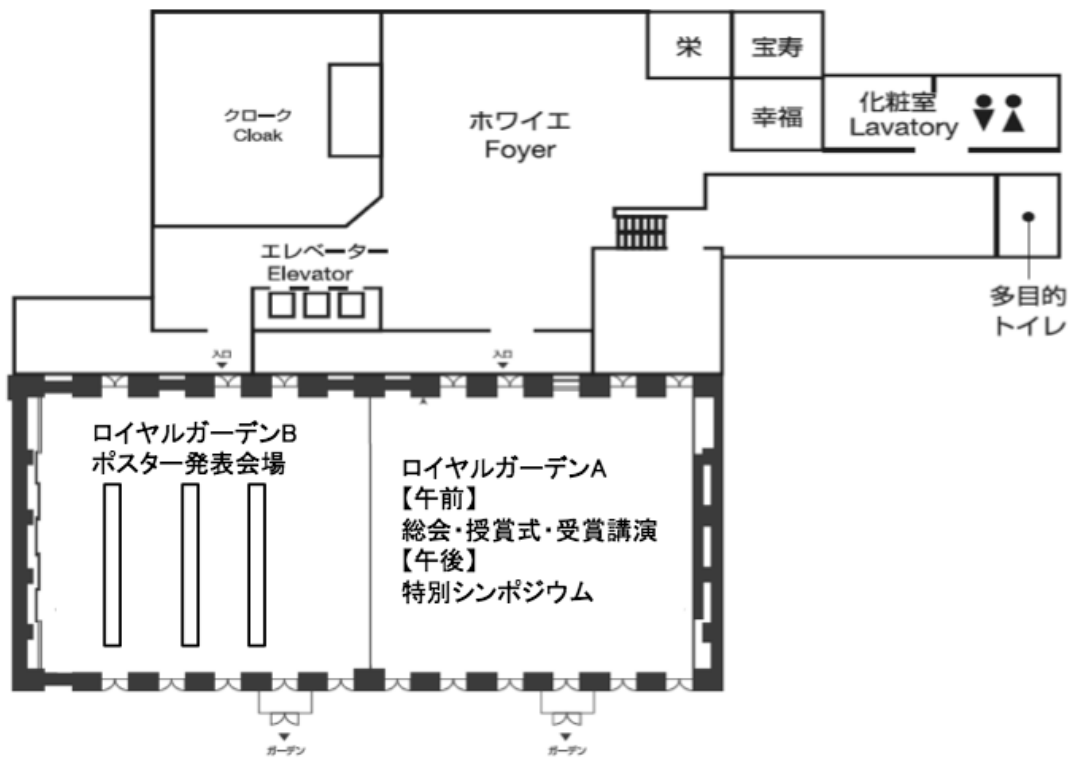 栄
宝寿
幸福
化粧室
Lavatory
クローク
Cloak
ホワイエ
Foyer
エレベーター
Elevator
多目的
トイレ
入口
入口
ロイヤルガーデンB
ポスター発表会場
ロイヤルガーデンA
【午前】
総会・授賞式・受賞講演
【午後】
特別シンポジウム
ガーデン
ガーデン